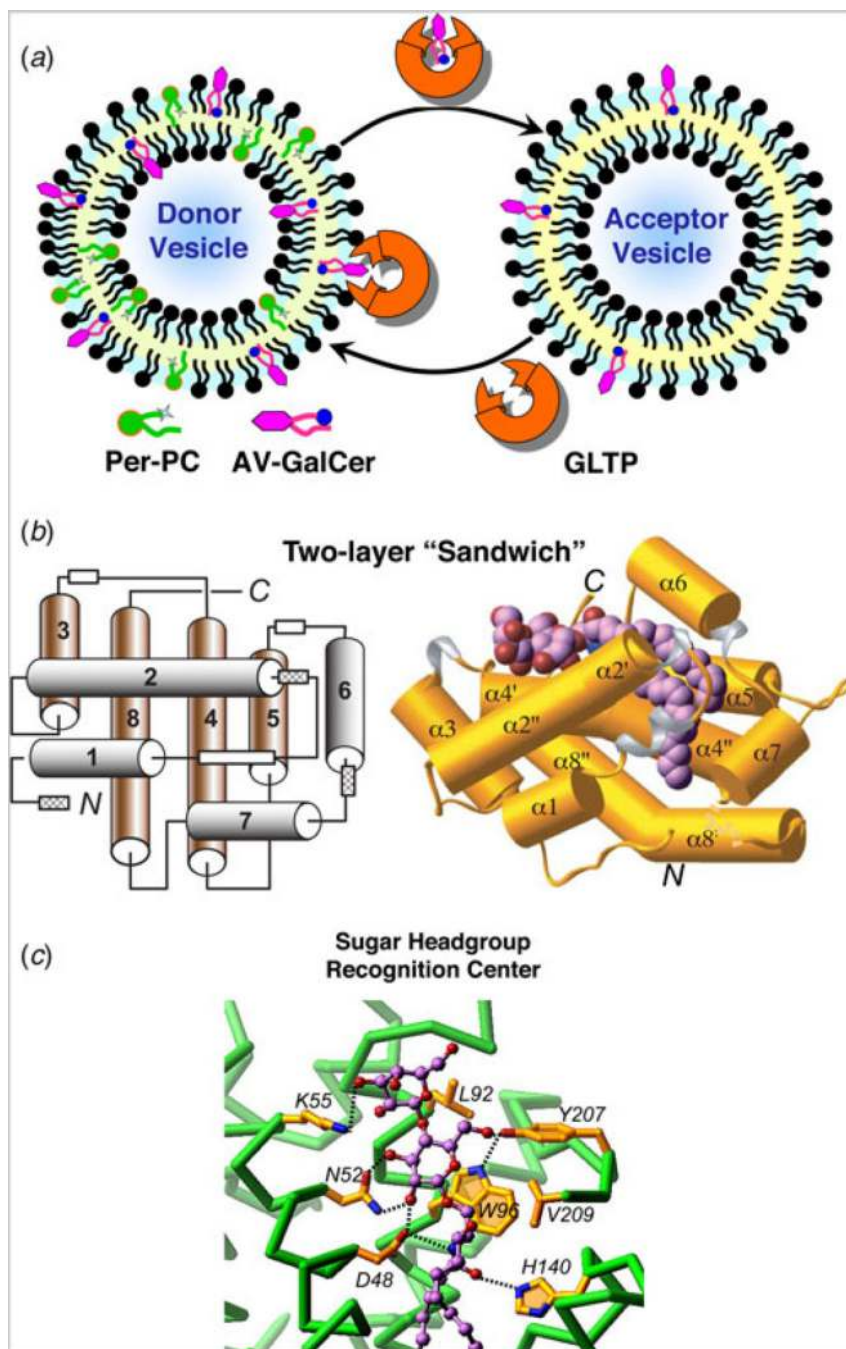 (a)
Donor
Vesicle
Acceptor
Vesicle
Per-PC
AV-GalCer
GLTP
(b)
Two-layer “Sandwich”
3
C
2
6
8
4
5
1
N
7
C
α6
α2'
α4'
α5
α3
α2''
α4''
α7
α8''
α1
α8'
N
(c)
Sugar Headgroup
Recognition Center
K55
L92
Y207
N52
W96
V209
D48
H140